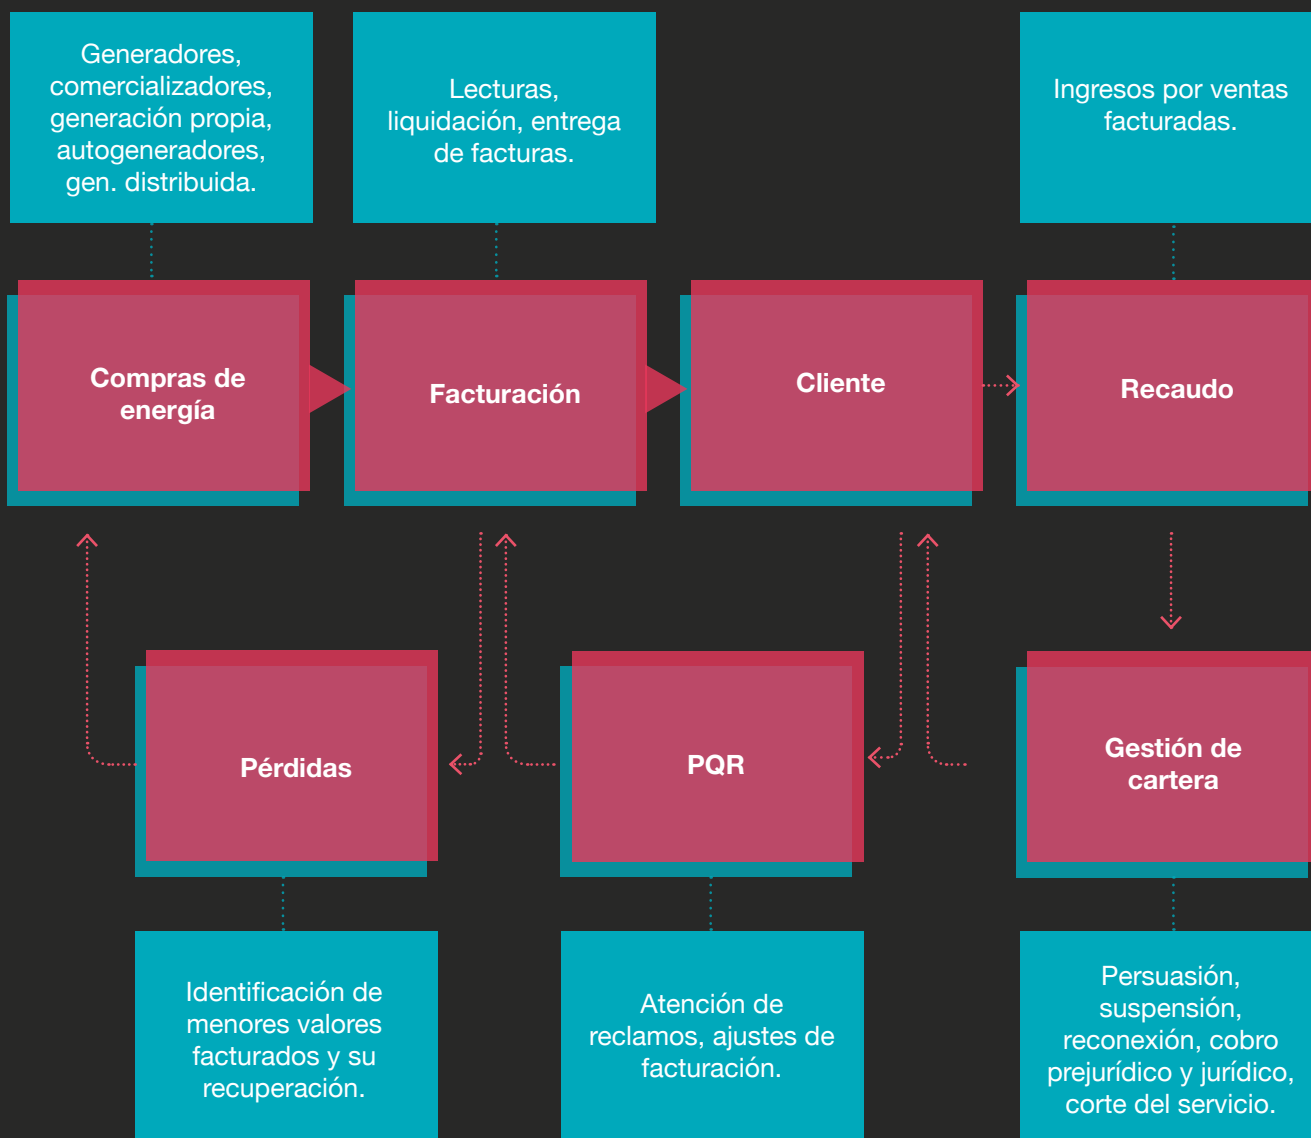 Generadores,
comercializadores,
generación propia,
autogeneradores,
gen. distribuida.
Lecturas,
liquidación, entrega
de facturas.
Ingresos por ventas
facturadas.
Compras de
energía
Facturación
Cliente
Recaudo
Pérdidas
PQR
Gestión de
cartera
Identificación de
menores valores
facturados y su
recuperación.
Atención de
reclamos, ajustes de
facturación.
Persuasión,
suspensión,
reconexión, cobro
prejurídico y jurídico,
corte del servicio.